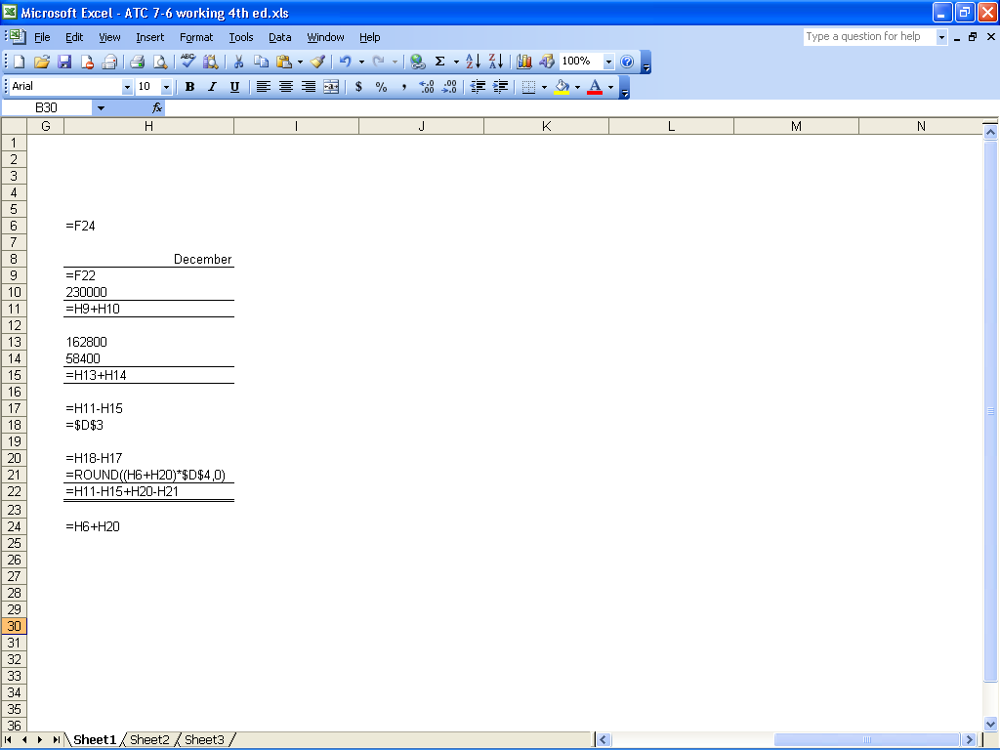 Microsoft Excel - ATC 7-6 working 4th ed.xls
File Edit View Insert Format Tools Data Window Help Type a question for help
100%
Arial 10 B I U $ % ,
B30 fx
G H I J K L M N
1
2
3
4
5
6 =F24
7
8 December
9 =F22
10 230000
11 =H9+H10
12
13 162800
14 58400
15 =H13+H14
16
17 =H11-H15
18 =$D$3
19
20 =H18-H17
21 =ROUND((H6+H20)*$D$4,0)
22 =H11-H15+H20-H21
23
24 =H6+H20
25
26
27
28
29
30
31
32
33
34
35
36
Sheet1 Sheet2 Sheet3